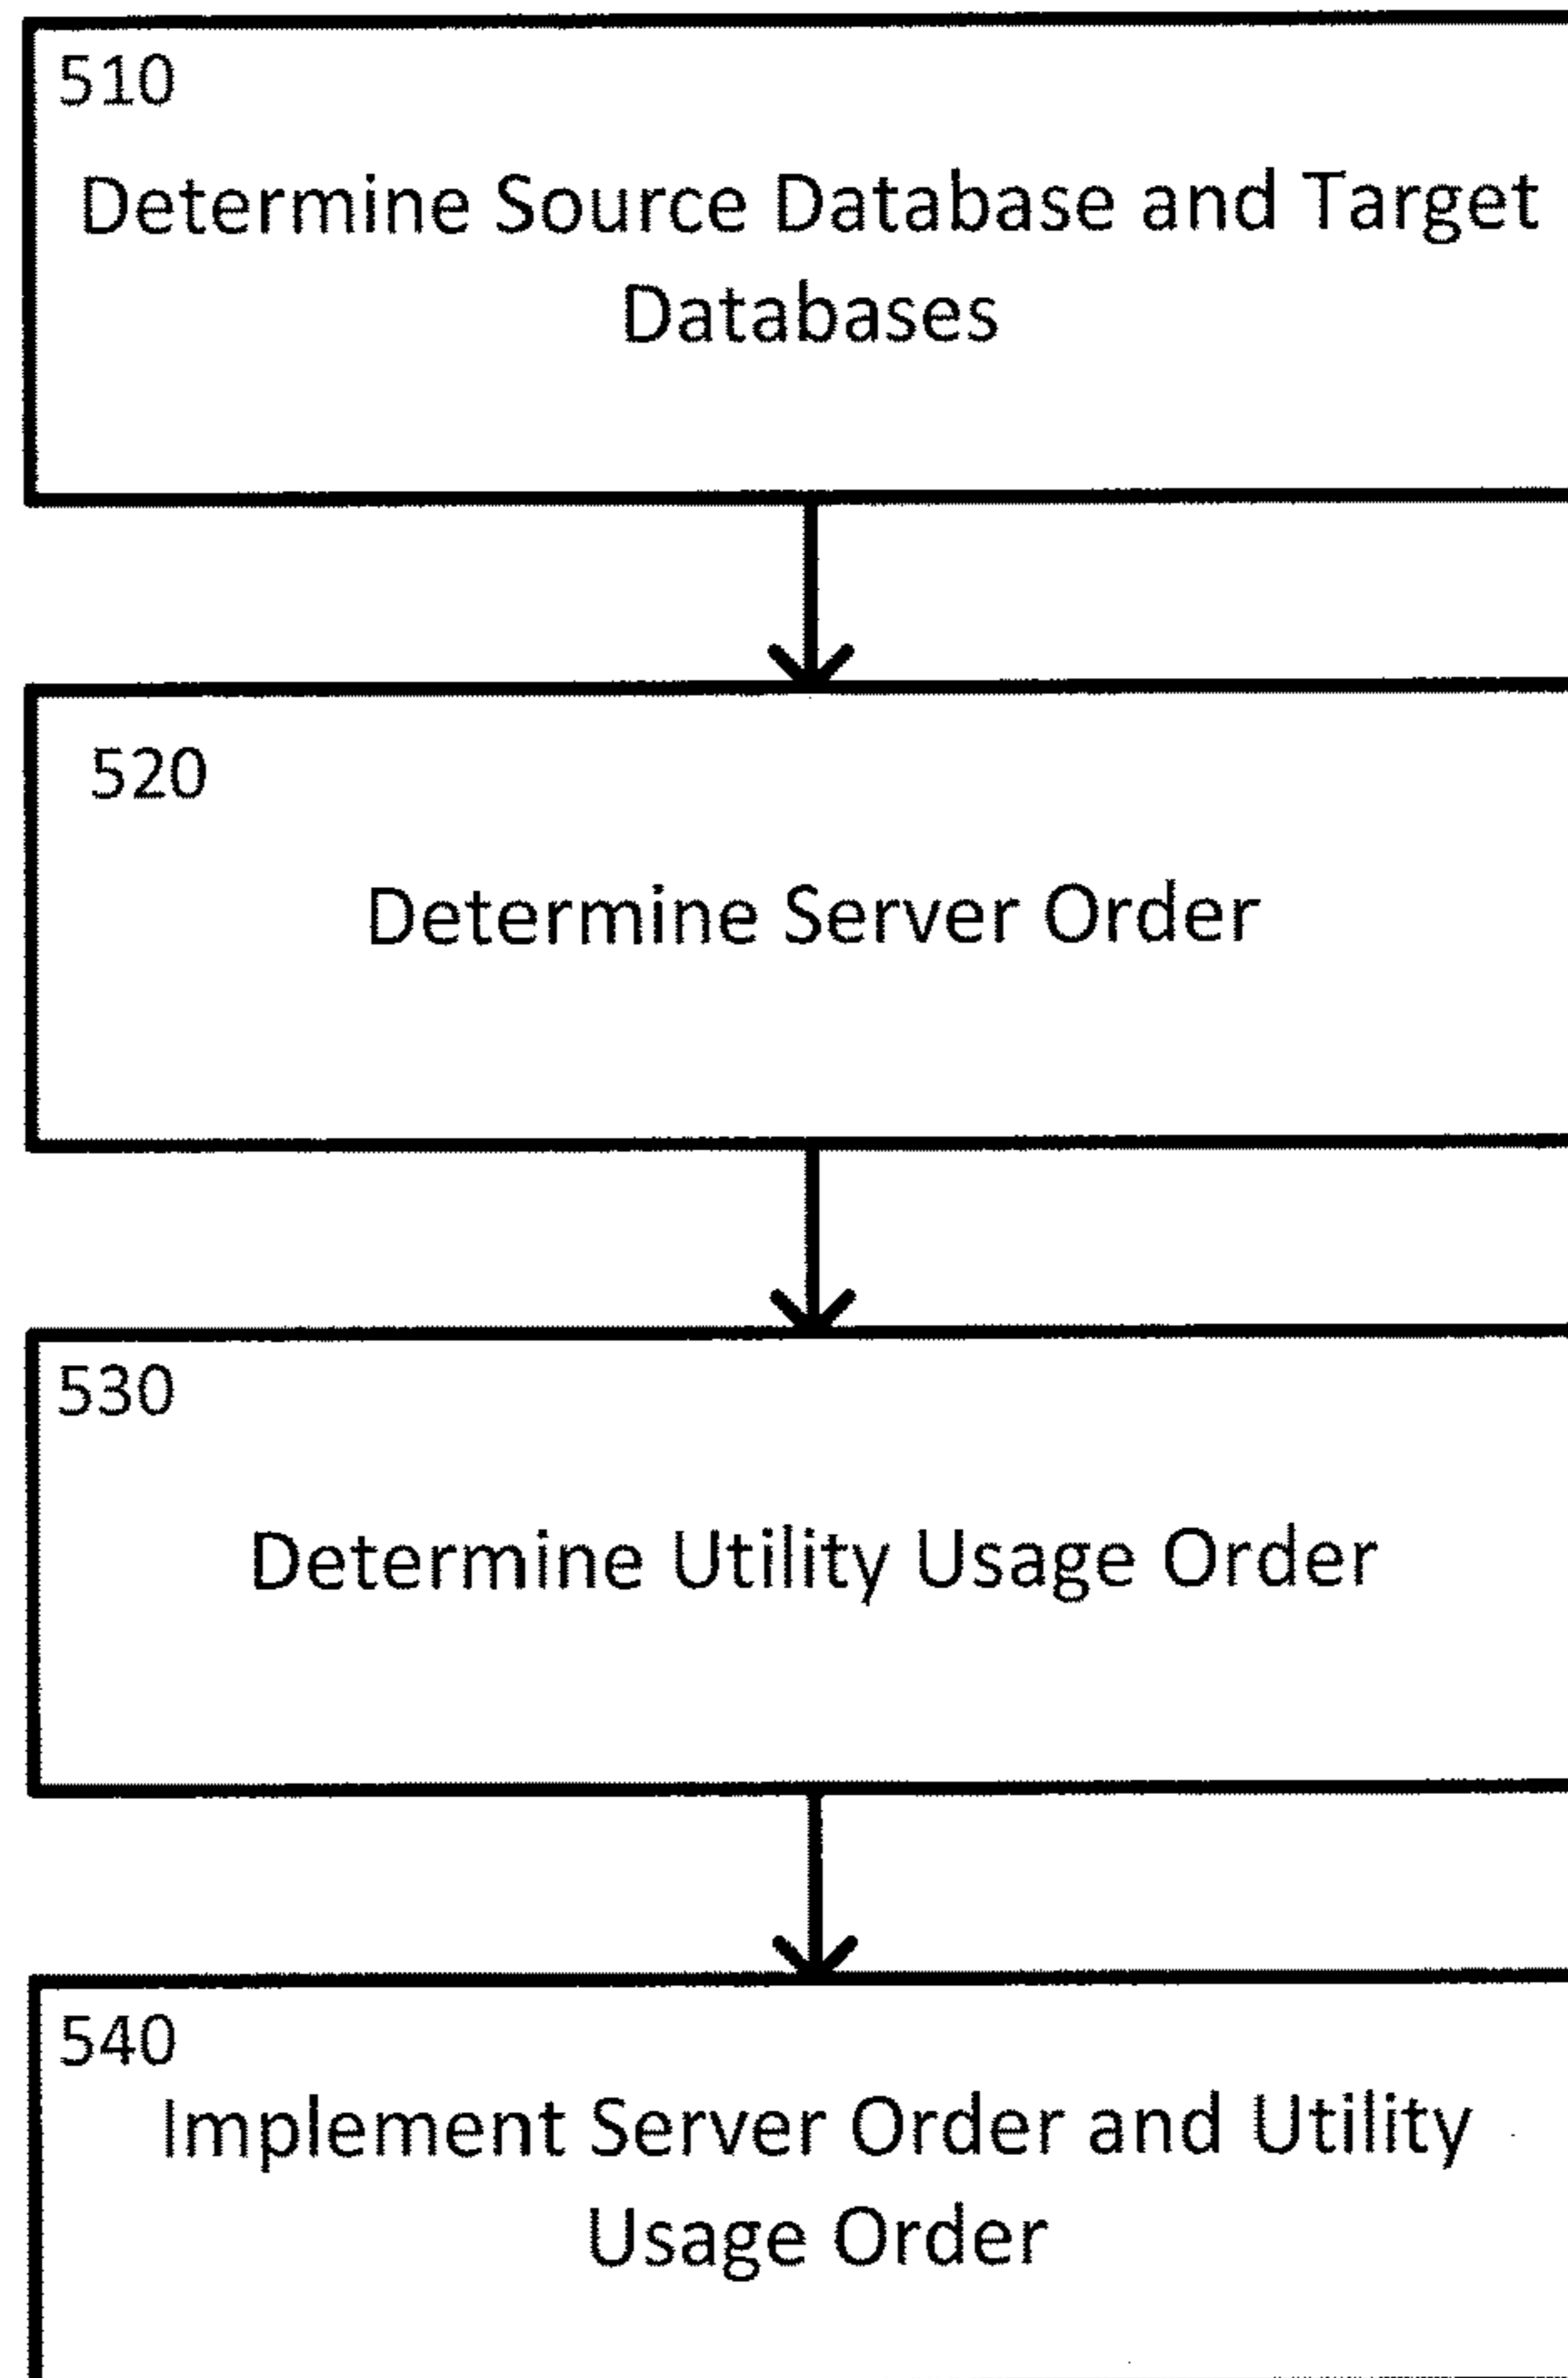 510
Determine Source Database and Target
Databases
520
Determine Server Order
530
Determine Utility Usage Order
540
Implement Server Order and Utility
Usage Order